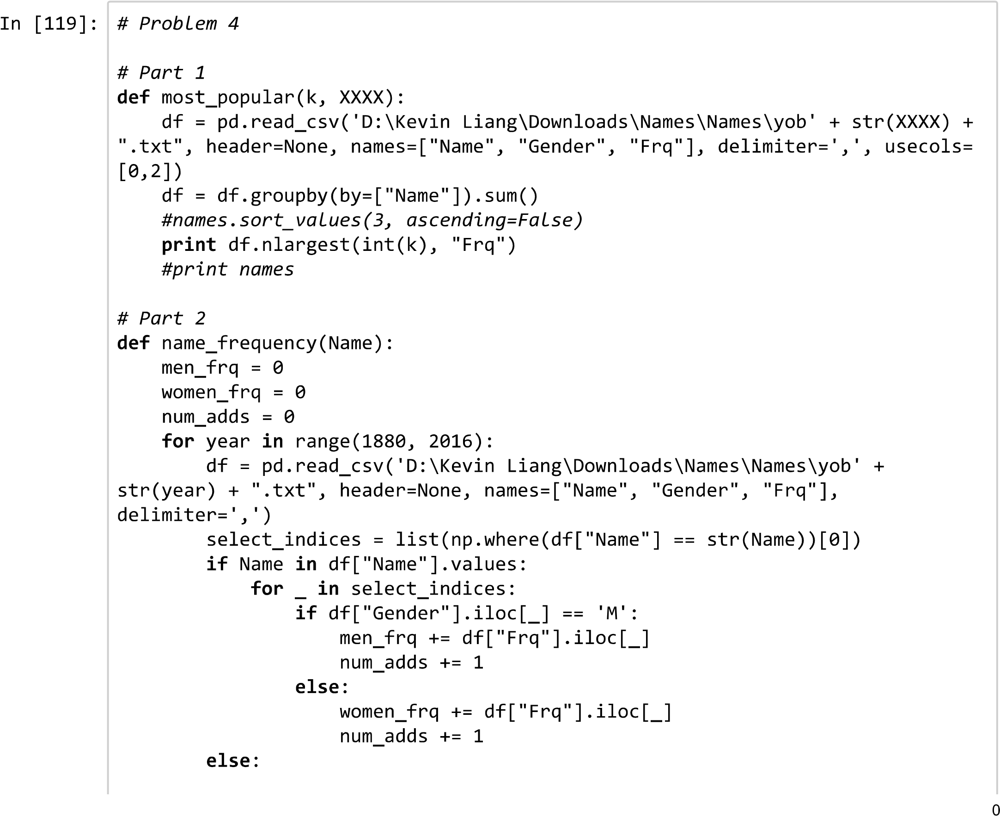 In [119]: # Problem 4
# Part 1
def most_popular(k, XXXX):
    df = pd.read_csv('D:\Kevin Liang\Downloads\Names\Names\yob' + str(XXXX) +
".txt", header=None, names=["Name", "Gender", "Frq"], delimiter=',', usecols=
[0,2])
    df = df.groupby(by=["Name"]).sum()
    #names.sort_values(3, ascending=False)
    print df.nlargest(int(k), "Frq")
    #print names
# Part 2
def name_frequency(Name):
    men_frq = 0
    women_frq = 0
    num_adds = 0
    for year in range(1880, 2016):
        df = pd.read_csv('D:\Kevin Liang\Downloads\Names\Names\yob' +
str(year) + ".txt", header=None, names=["Name", "Gender", "Frq"],
delimiter=',')
        select_indices = list(np.where(df["Name"] == str(Name))[0])
        if Name in df["Name"].values:
            for _ in select_indices:
                if df["Gender"].iloc[_] == 'M':
                    men_frq += df["Frq"].iloc[_]
                    num_adds += 1
                else:
                    women_frq += df["Frq"].iloc[_]
                    num_adds += 1
        else: